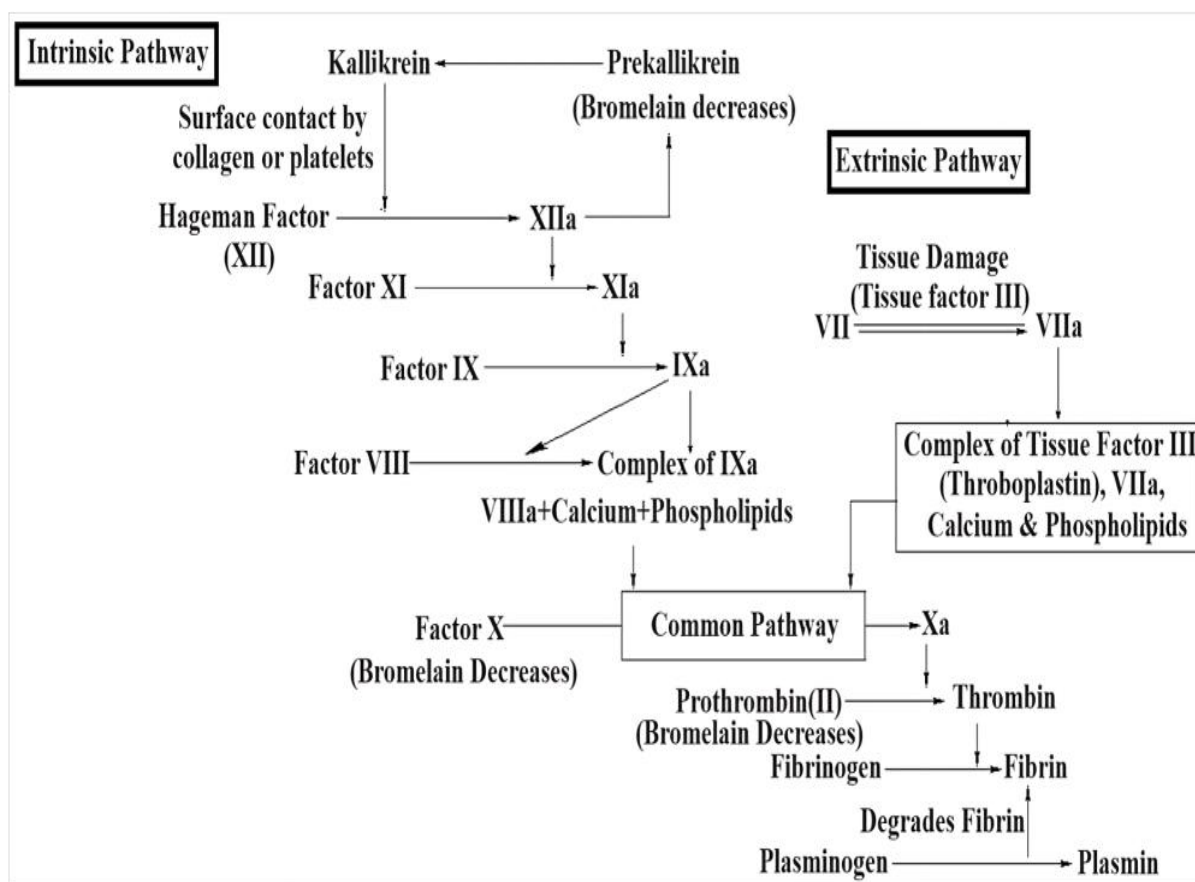 Intrinsic Pathway
Kallikrein
Prekallikrein
(Bromelain decreases)
Surface contact by
collagen or platelets
Extrinsic Pathway
Hageman Factor
(XII)
XIIa
Tissue Damage
(Tissue factor III)
Factor XI
XIa
VII
VIIa
Factor IX
IXa
Factor VIII
Complex of IXa
VIIIa+Calcium+Phospholipids
Complex of Tissue Factor III
(Throboplastin), VIIa,
Calcium & Phospholipids
Factor X
(Bromelain Decreases)
Common Pathway
Xa
Prothrombin(II)
(Bromelain Decreases)
Thrombin
Fibrinogen
Fibrin
Degrades Fibrin
Plasminogen
Plasmin